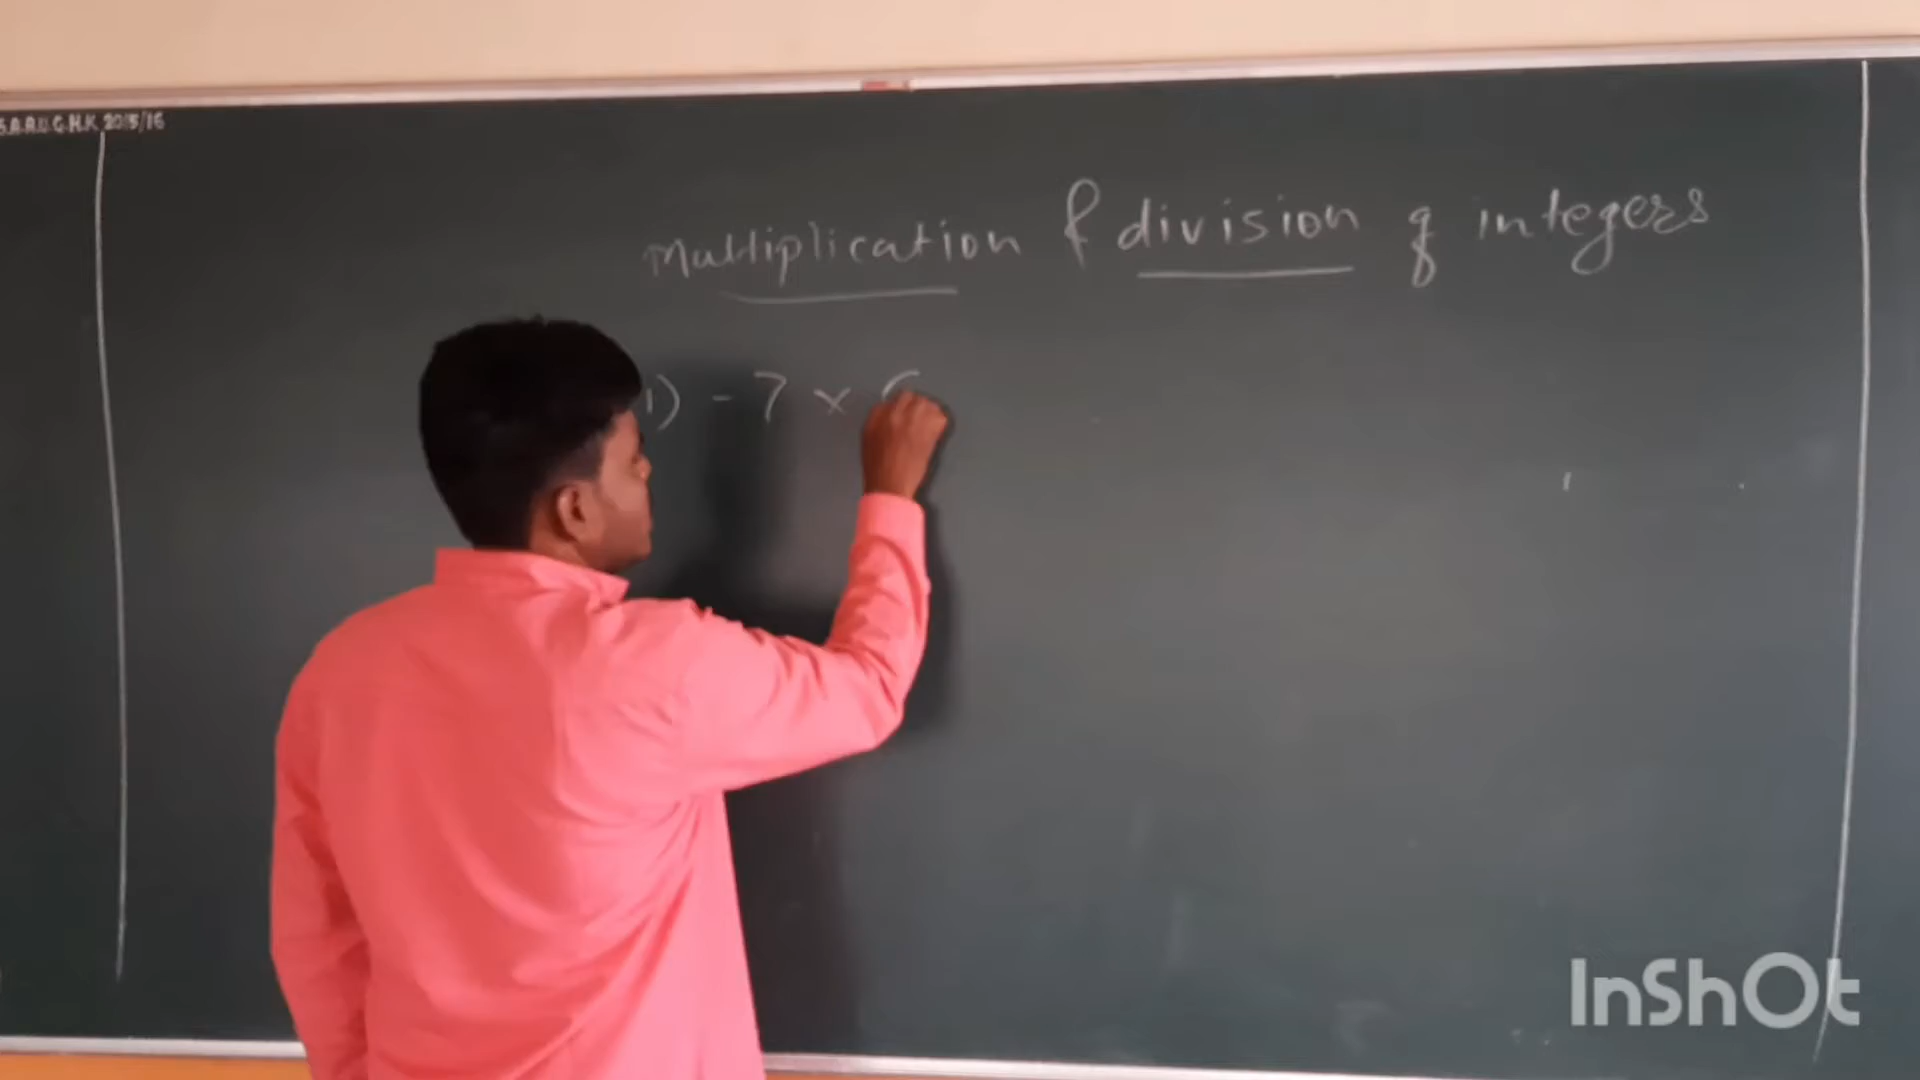 S.A.R.U.G.H.K 2015/16
Multiplication & division of integers
1) - 7 ×
InShOt